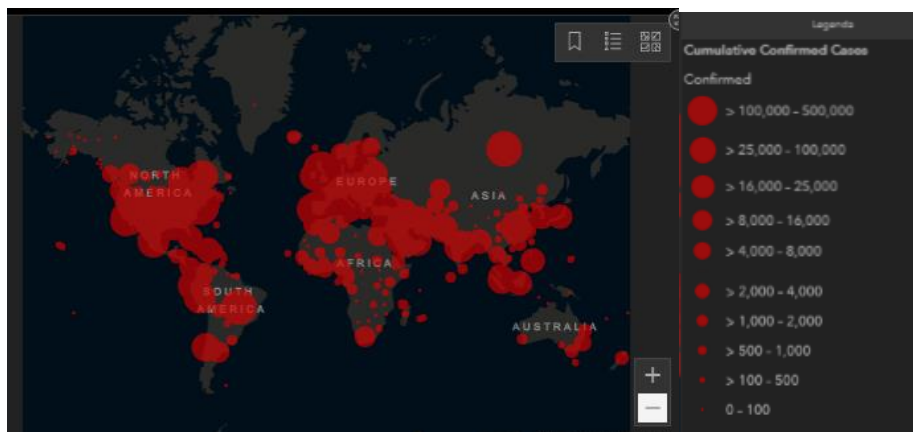 Legenda
Cumulative Confirmed Cases
Confirmed
> 100,000 - 500,000
> 25,000 - 100,000
> 16,000 - 25,000
> 8,000 - 16,000
> 4,000 - 8,000
> 2,000 - 4,000
> 1,000 - 2,000
> 500 - 1,000
> 100 - 500
0 - 100
NORTH
AMERICA
EUROPE
ASIA
AFRICA
SOUTH
AMERICA
AUSTRALIA
+
−